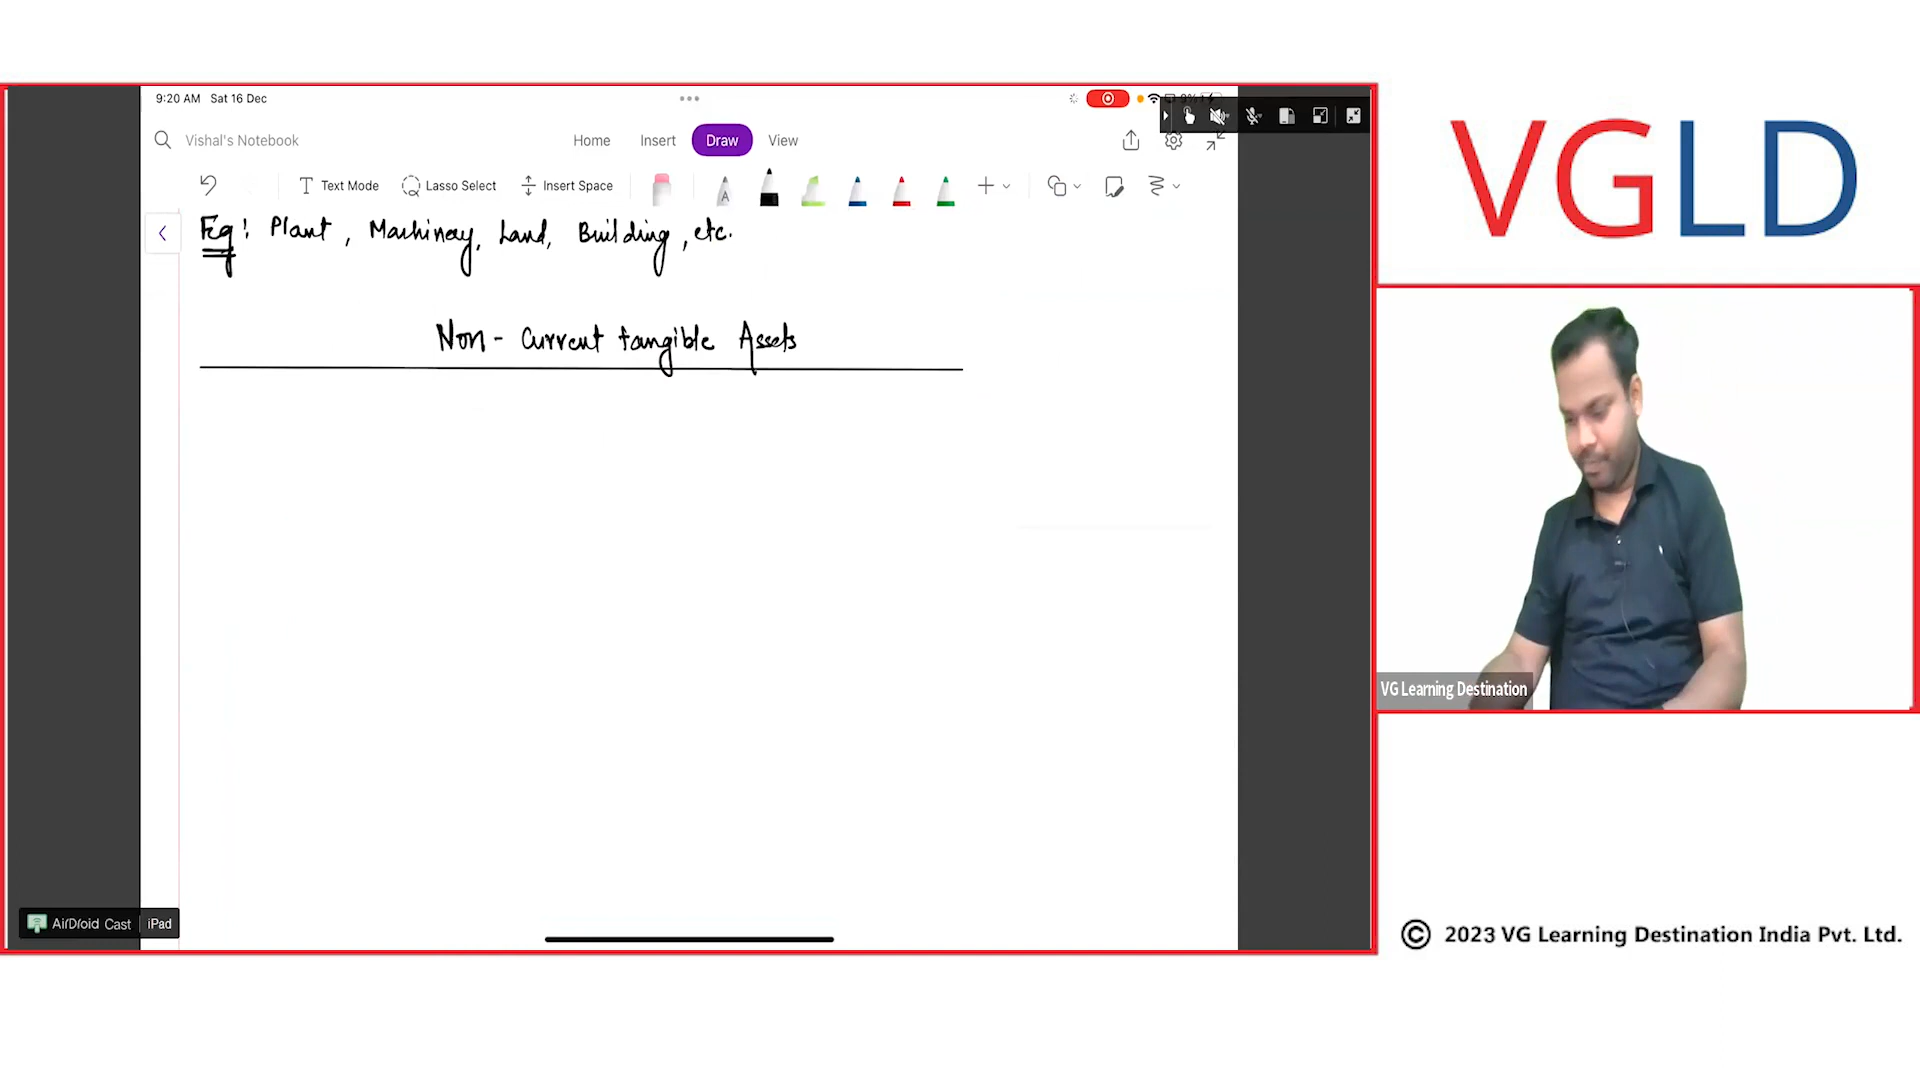 9:20 AM Sat 16 Dec
Vishal's Notebook
Home Insert Draw View
Text Mode Lasso Select Insert Space
Eg: Plant, Machinery, Land, Building, etc.
Non - Current tangible Assets
AirDroid Cast iPad
VGLD
VG Learning Destination
© 2023 VG Learning Destination India Pvt. Ltd.